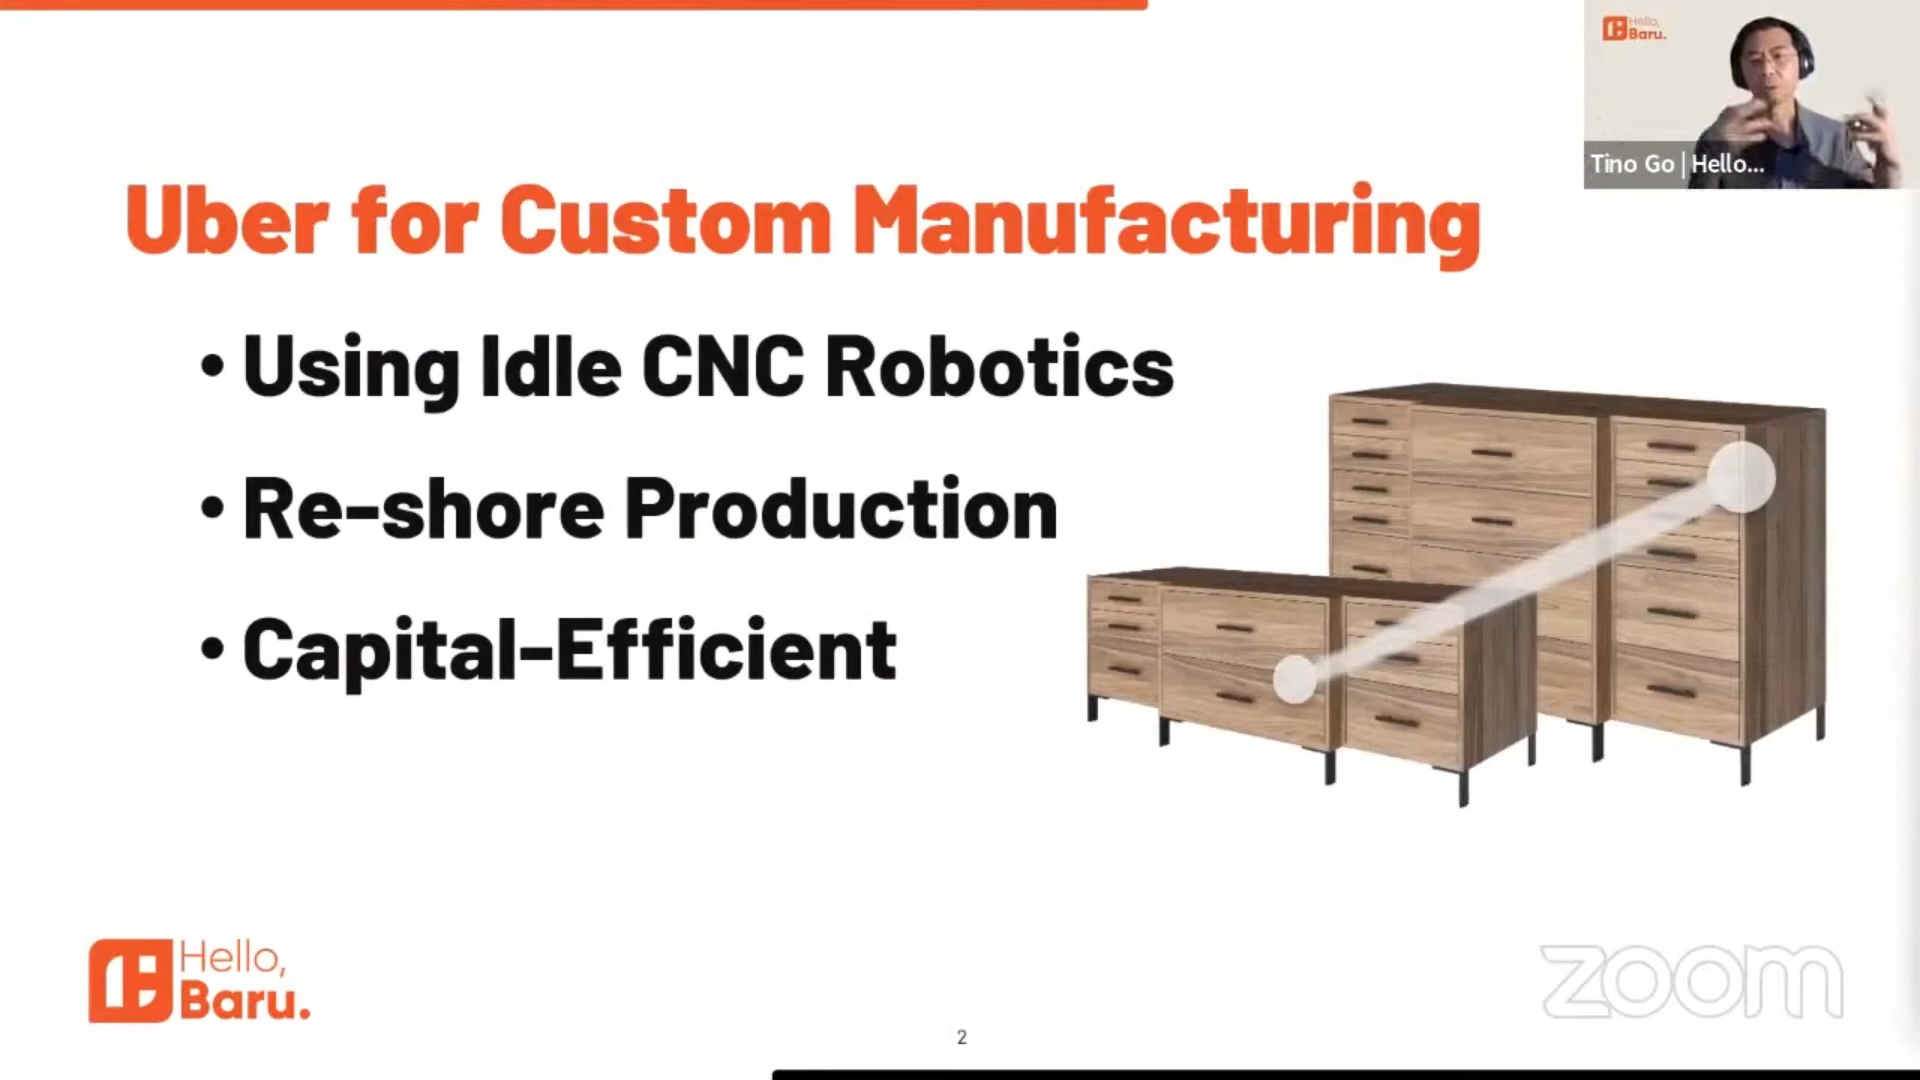 Hello,
Baru.
Tino Go | Hello...
Uber for Custom Manufacturing
• Using Idle CNC Robotics
• Re-shore Production
• Capital-Efficient
Hello,
Baru.
zoom
2